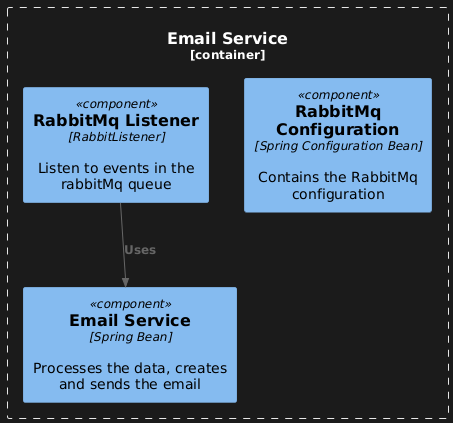 Email Service
[container]
«component»
RabbitMq Listener
[RabbitListener]
Listen to events in the
rabbitMq queue
«component»
RabbitMq
Configuration
[Spring Configuration Bean]
Contains the RabbitMq
configuration
Uses
«component»
Email Service
[Spring Bean]
Processes the data, creates
and sends the email